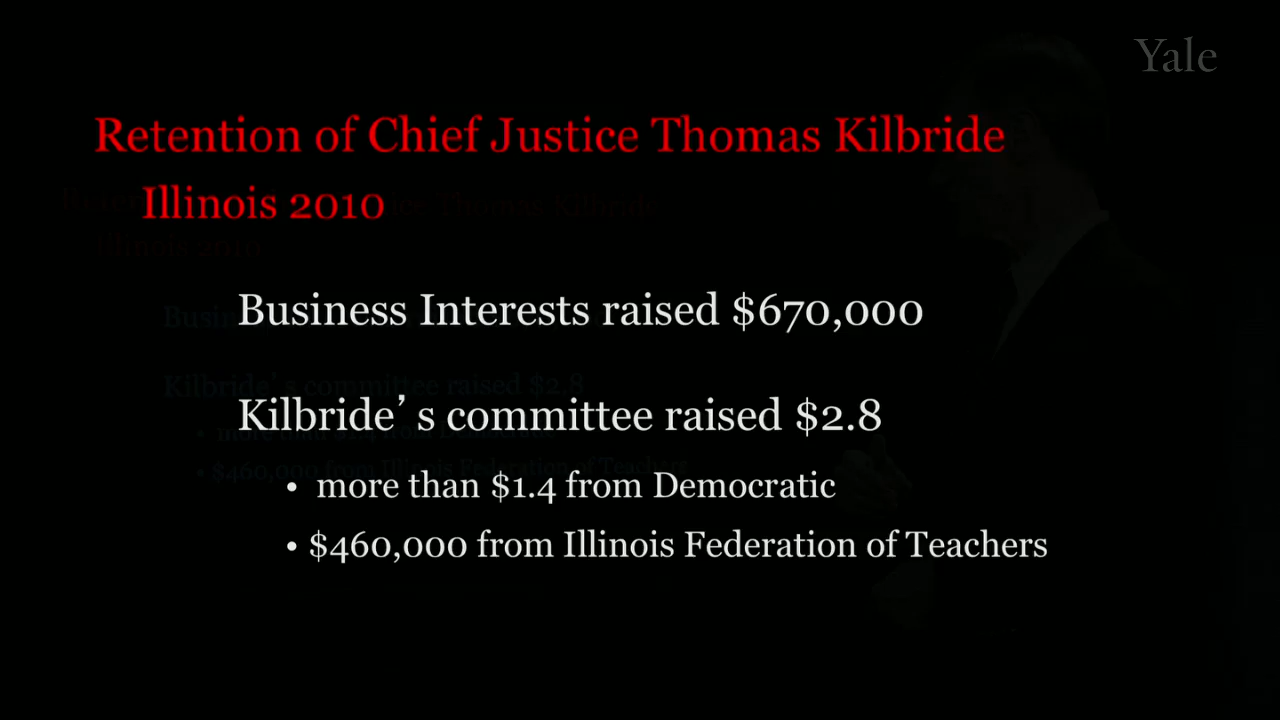 Yale
Retention of Chief Justice Thomas Kilbride
Illinois 2010
Business Interests raised $670,000
Kilbride’s committee raised $2.8
• more than $1.4 from Democratic
• $460,000 from Illinois Federation of Teachers